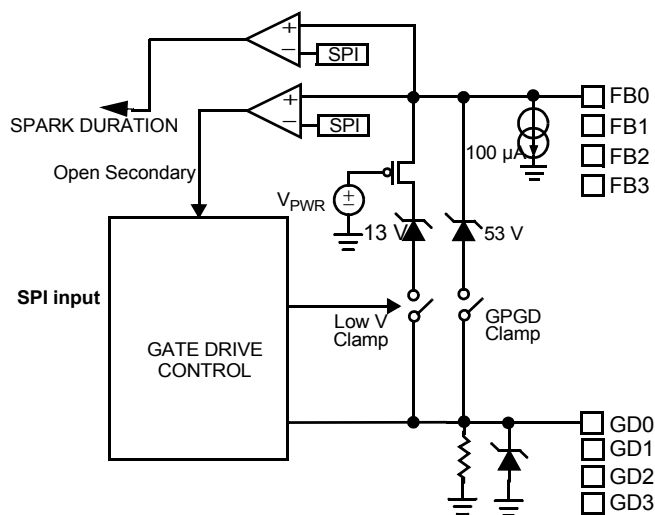 +
−
SPI
SPARK DURATION
+
−
SPI
Open Secondary
FB0
FB1
FB2
FB3
100 µA
VPWR
±
13 V
53 V
SPI input
GATE DRIVE
CONTROL
Low V
Clamp
GPGD
Clamp
GD0
GD1
GD2
GD3